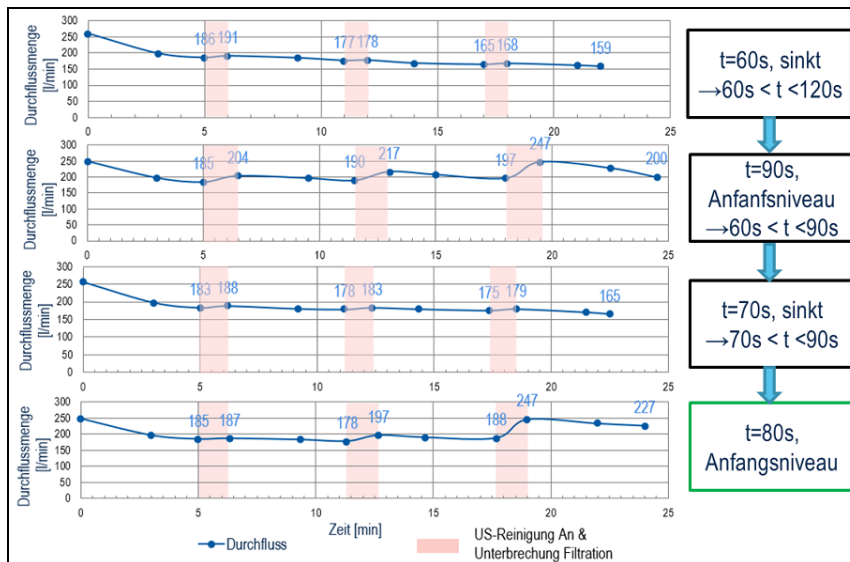 Durchflussmenge
[l/min]
300
250
200
150
100
50
0
186 191
177 178
165 168
159
0 5 10 15 20 25
t=60s, sinkt
→60s < t <120s
Durchflussmenge
[l/min]
300
250
200
150
100
50
0
185 204
190 217
197 247
200
0 5 10 15 20 25
t=90s,
Anfanfsniveau
→60s < t <90s
Durchflussmenge
[l/min]
300
250
200
150
100
50
0
183 188
178 183
175 179
165
0 5 10 15 20 25
t=70s, sinkt
→70s < t <90s
Durchflussmenge
[l/min]
300
250
200
150
100
50
0
185 187
178 197
188 247
227
0 5 10 15 20 25
t=80s,
Anfangsniveau
Zeit [min]
Durchfluss
US-Reinigung An &
Unterbrechung Filtration